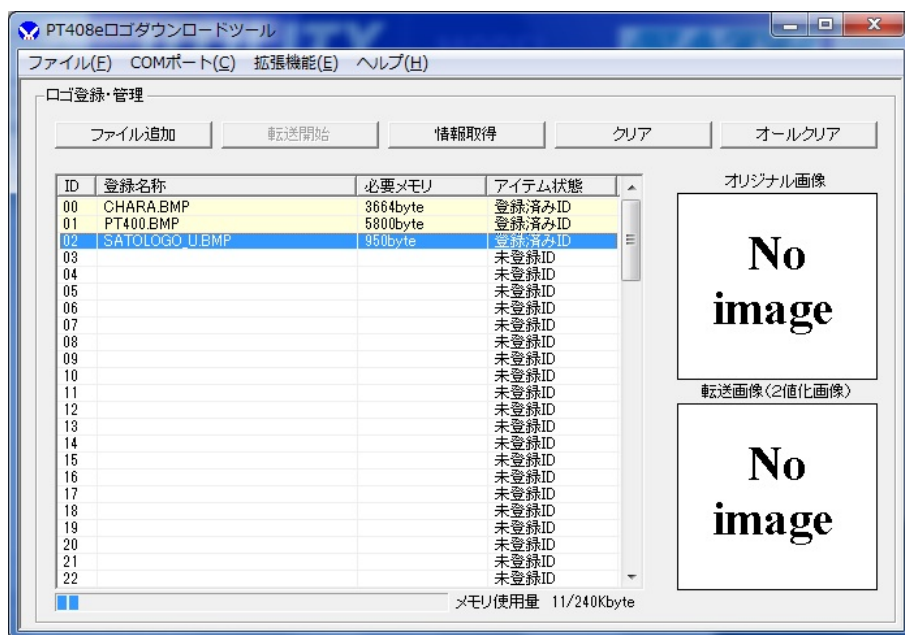 PT408eロゴダウンロードツール
ファイル(F) COMポート(C) 拡張機能(E) ヘルプ(H)
ロゴ登録・管理
ファイル追加 転送開始 情報取得 クリア オールクリア
ID 登録名称 必要メモリ アイテム状態
00 CHARA.BMP 3664byte 登録済みID
01 PT400.BMP 5800byte 登録済みID
02 SATOLOGO_U.BMP 950byte 登録済みID
03 未登録ID
04 未登録ID
05 未登録ID
06 未登録ID
07 未登録ID
08 未登録ID
09 未登録ID
10 未登録ID
11 未登録ID
12 未登録ID
13 未登録ID
14 未登録ID
15 未登録ID
16 未登録ID
17 未登録ID
18 未登録ID
19 未登録ID
20 未登録ID
21 未登録ID
22 未登録ID
メモリ使用量 11/240Kbyte
オリジナル画像
No
image
転送画像(2値化画像)
No
image